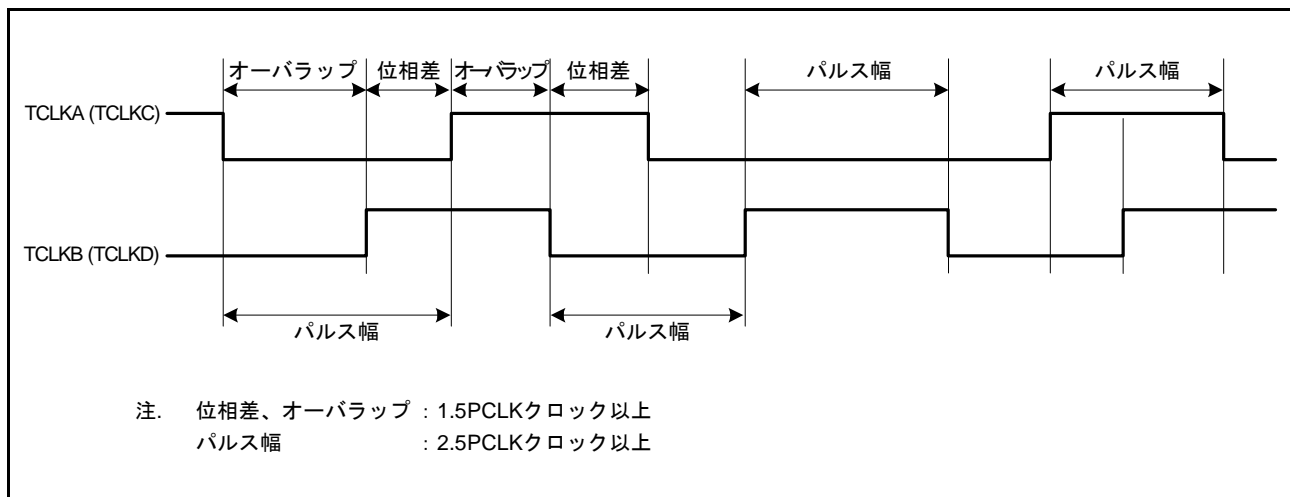 オーバラップ 位相差 オーバラップ 位相差 パルス幅 パルス幅
TCLKA (TCLKC)
TCLKB (TCLKD)
パルス幅 パルス幅
注. 位相差、オーバラップ : 1.5PCLKクロック以上
パルス幅 : 2.5PCLKクロック以上